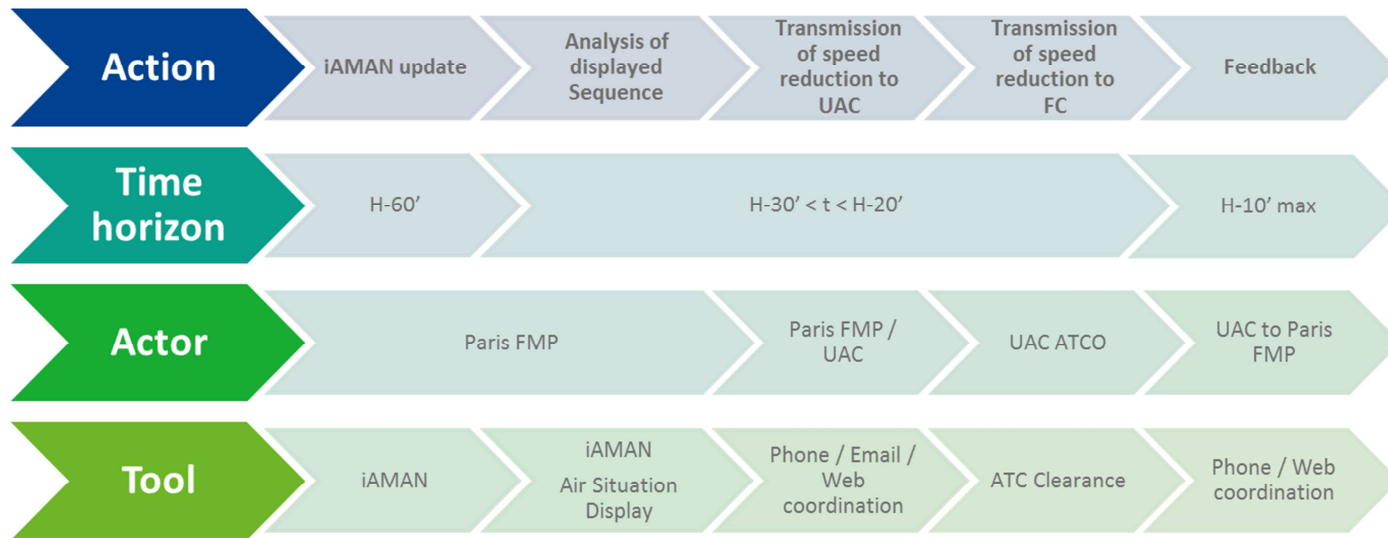 Action
iAMAN update
Analysis of
displayed
Sequence
Transmission
of speed
reduction to
UAC
Transmission
of speed
reduction to
FC
Feedback
Time
horizon
H-60’
H-30’ < t < H-20’
H-10’ max
Actor
Paris FMP
Paris FMP /
UAC
UAC ATCO
UAC to Paris
FMP
Tool
iAMAN
iAMAN
Air Situation
Display
Phone / Email /
Web
coordination
ATC Clearance
Phone / Web
coordination